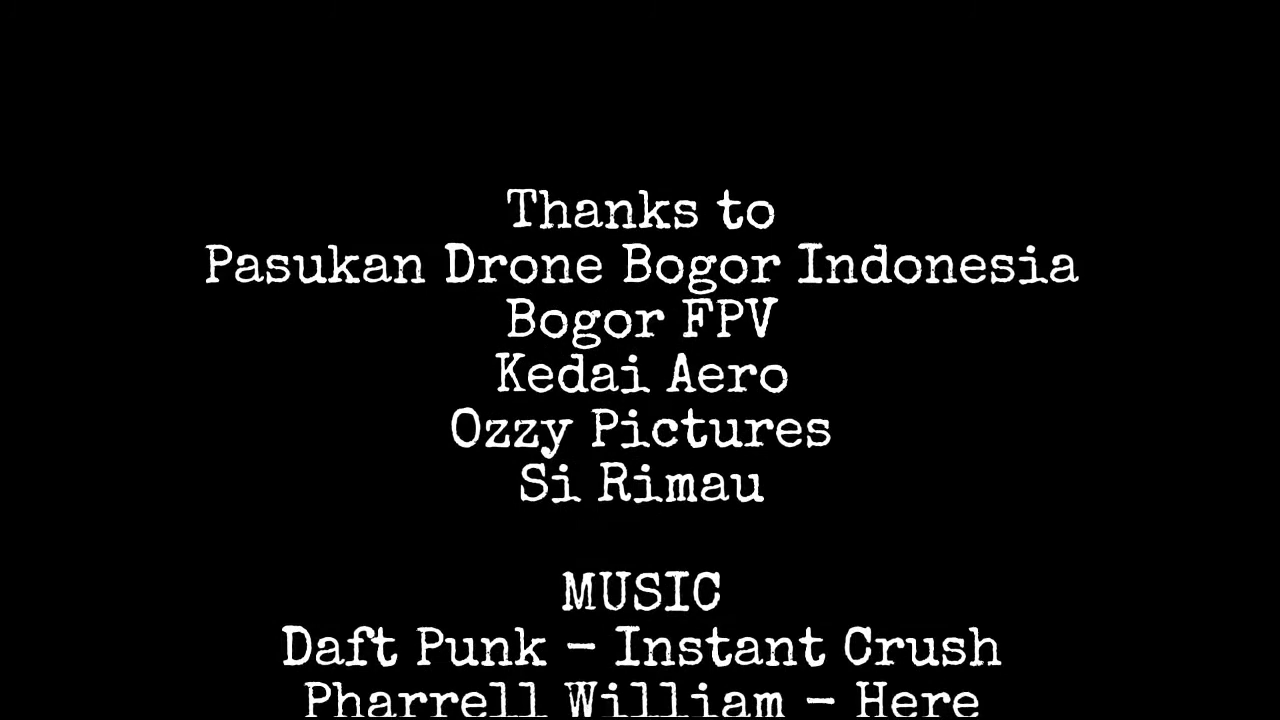 Thanks to
Pasukan Drone Bogor Indonesia
Bogor FPV
Kedai Aero
Ozzy Pictures
Si Rimau
MUSIC
Daft Punk - Instant Crush
Pharrell William - Here